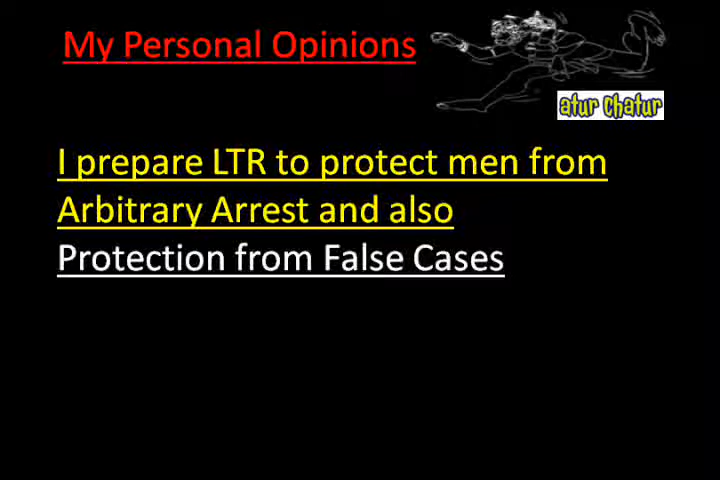 My Personal Opinions
atur chatur
I prepare LTR to protect men from
Arbitrary Arrest and also
Protection from False Cases